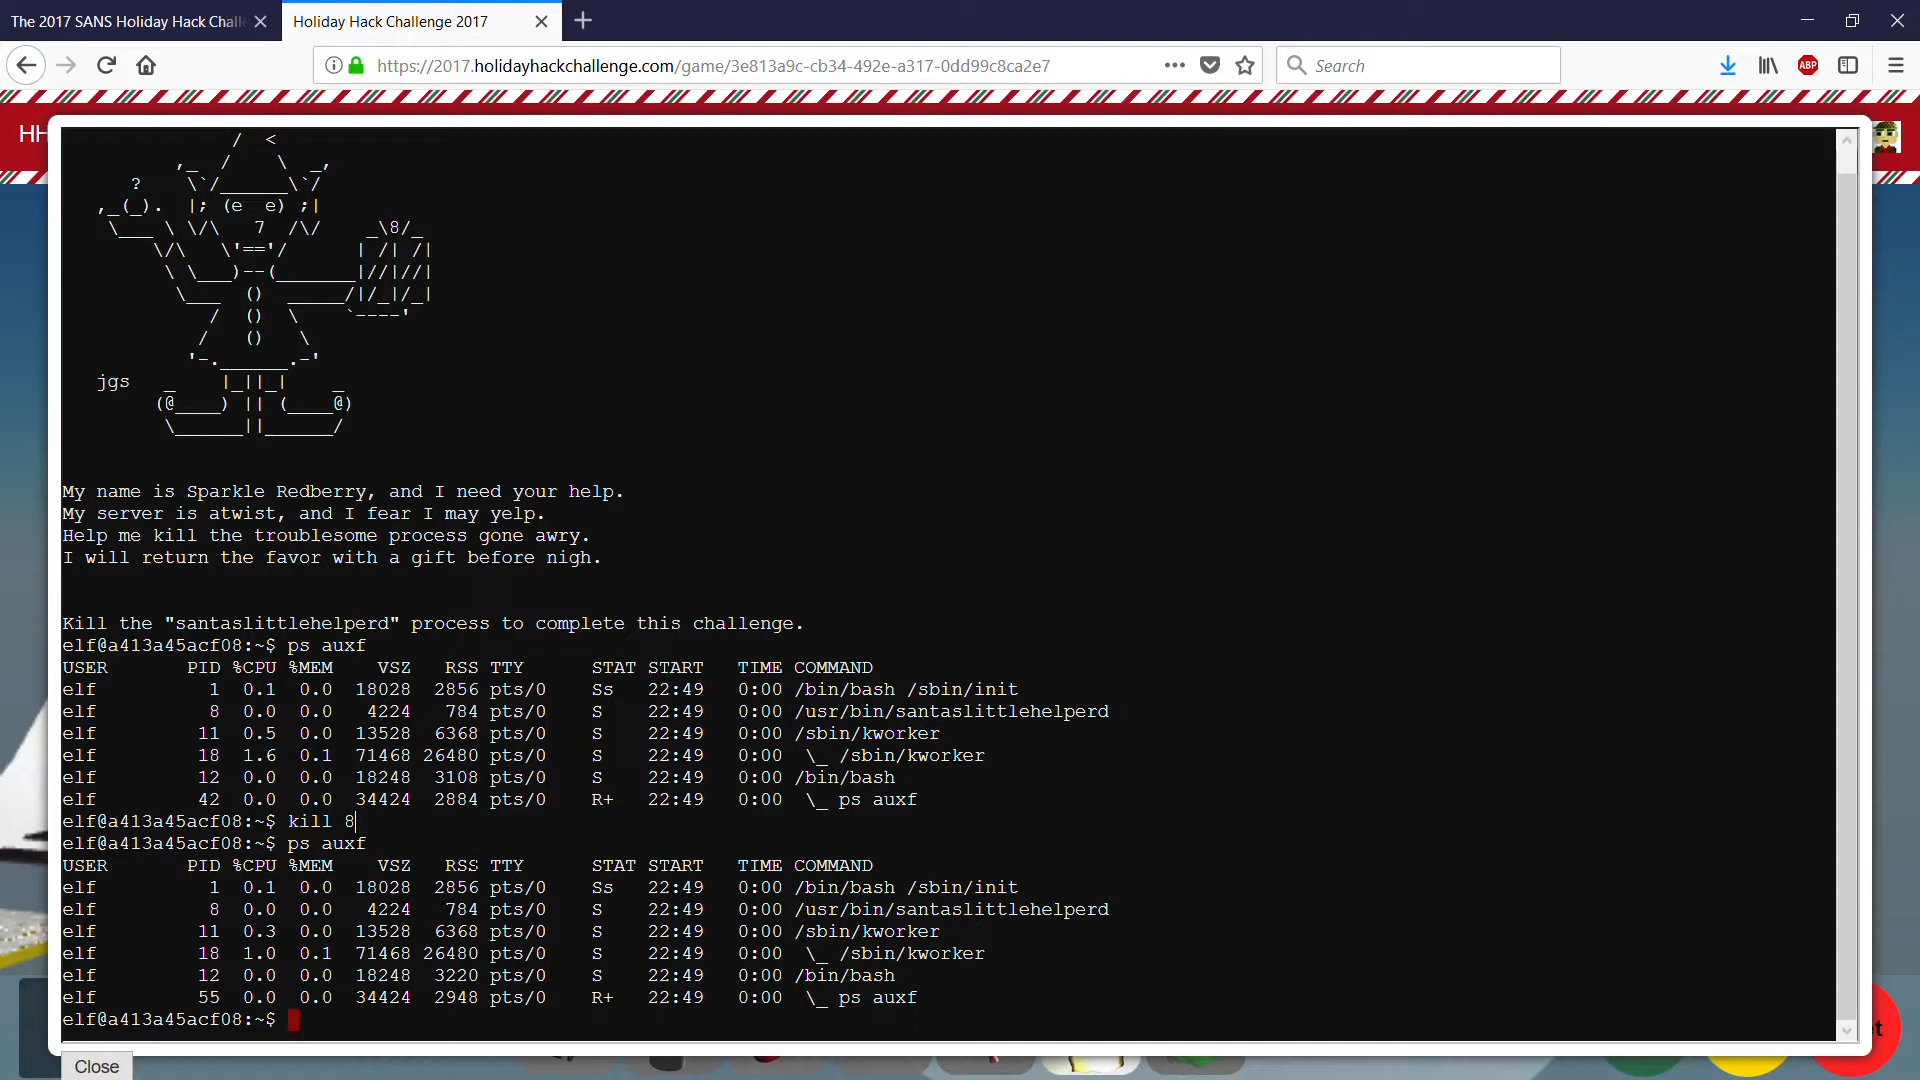 The 2017 SANS Holiday Hack Chall
Holiday Hack Challenge 2017
https://2017.holidayhackchallenge.com/game/3e813a9c-cb34-492e-a317-0dd99c8ca2e7
Search
ABP
HH
/  <
,_  /    \  _,
?    \`/______\`/
,_(_).  |; (e  e) ;|
\___ \ \/\   7  /\/    _\8/_
\/\   \'=='/      | /| /|
\ \___)--(_______|//|//|
\___  ()  _____/|/_|/_|
/  ()  \    `----'
/   ()   \
'-.______.-'
jgs   _    |_||_|    _
(@____) || (____@)
\______||______/
My name is Sparkle Redberry, and I need your help.
My server is atwist, and I fear I may yelp.
Help me kill the troublesome process gone awry.
I will return the favor with a gift before nigh.
Kill the "santaslittlehelperd" process to complete this challenge.
elf@a413a45acf08:~$ ps auxf
USER       PID %CPU %MEM    VSZ   RSS TTY      STAT START   TIME COMMAND
elf          1  0.1  0.0  18028  2856 pts/0    Ss   22:49   0:00 /bin/bash /sbin/init
elf          8  0.0  0.0   4224   784 pts/0    S    22:49   0:00 /usr/bin/santaslittlehelperd
elf         11  0.5  0.0  13528  6368 pts/0    S    22:49   0:00 /sbin/kworker
elf         18  1.6  0.1  71468 26480 pts/0    S    22:49   0:00  \_ /sbin/kworker
elf         12  0.0  0.0  18248  3108 pts/0    S    22:49   0:00 /bin/bash
elf         42  0.0  0.0  34424  2884 pts/0    R+   22:49   0:00  \_ ps auxf
elf@a413a45acf08:~$ kill 8
elf@a413a45acf08:~$ ps auxf
USER       PID %CPU %MEM    VSZ   RSS TTY      STAT START   TIME COMMAND
elf          1  0.1  0.0  18028  2856 pts/0    Ss   22:49   0:00 /bin/bash /sbin/init
elf          8  0.0  0.0   4224   784 pts/0    S    22:49   0:00 /usr/bin/santaslittlehelperd
elf         11  0.3  0.0  13528  6368 pts/0    S    22:49   0:00 /sbin/kworker
elf         18  1.0  0.1  71468 26480 pts/0    S    22:49   0:00  \_ /sbin/kworker
elf         12  0.0  0.0  18248  3220 pts/0    S    22:49   0:00 /bin/bash
elf         55  0.0  0.0  34424  2948 pts/0    R+   22:49   0:00  \_ ps auxf
elf@a413a45acf08:~$
Close